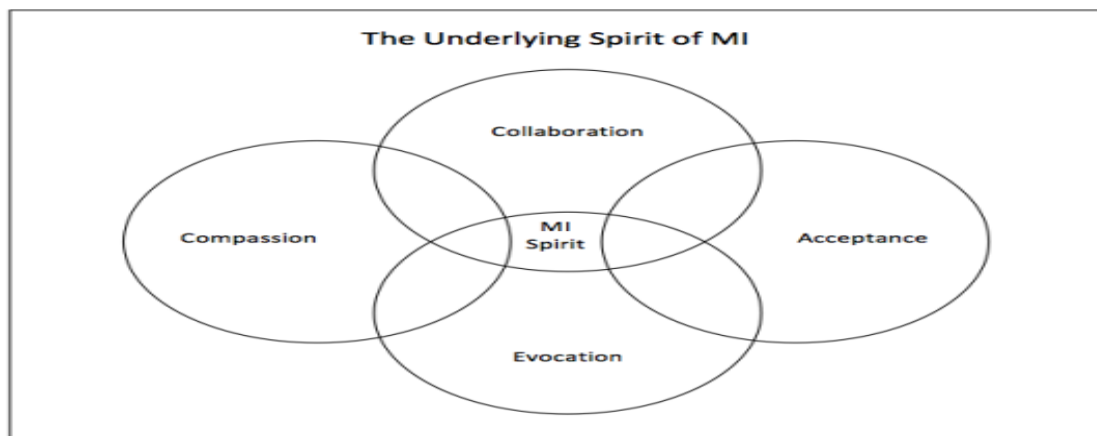 The Underlying Spirit of MI
Collaboration
Compassion
MI
Spirit
Acceptance
Evocation